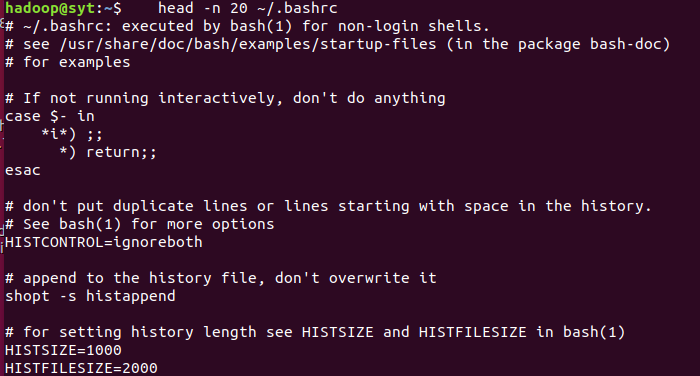 hadoop@syt:~$    head -n 20 ~/.bashrc
# ~/.bashrc: executed by bash(1) for non-login shells.
# see /usr/share/doc/bash/examples/startup-files (in the package bash-doc)
# for examples

# If not running interactively, don't do anything
case $- in
    *i*) ;;
      *) return;;
esac

# don't put duplicate lines or lines starting with space in the history.
# See bash(1) for more options
HISTCONTROL=ignoreboth

# append to the history file, don't overwrite it
shopt -s histappend

# for setting history length see HISTSIZE and HISTFILESIZE in bash(1)
HISTSIZE=1000
HISTFILESIZE=2000